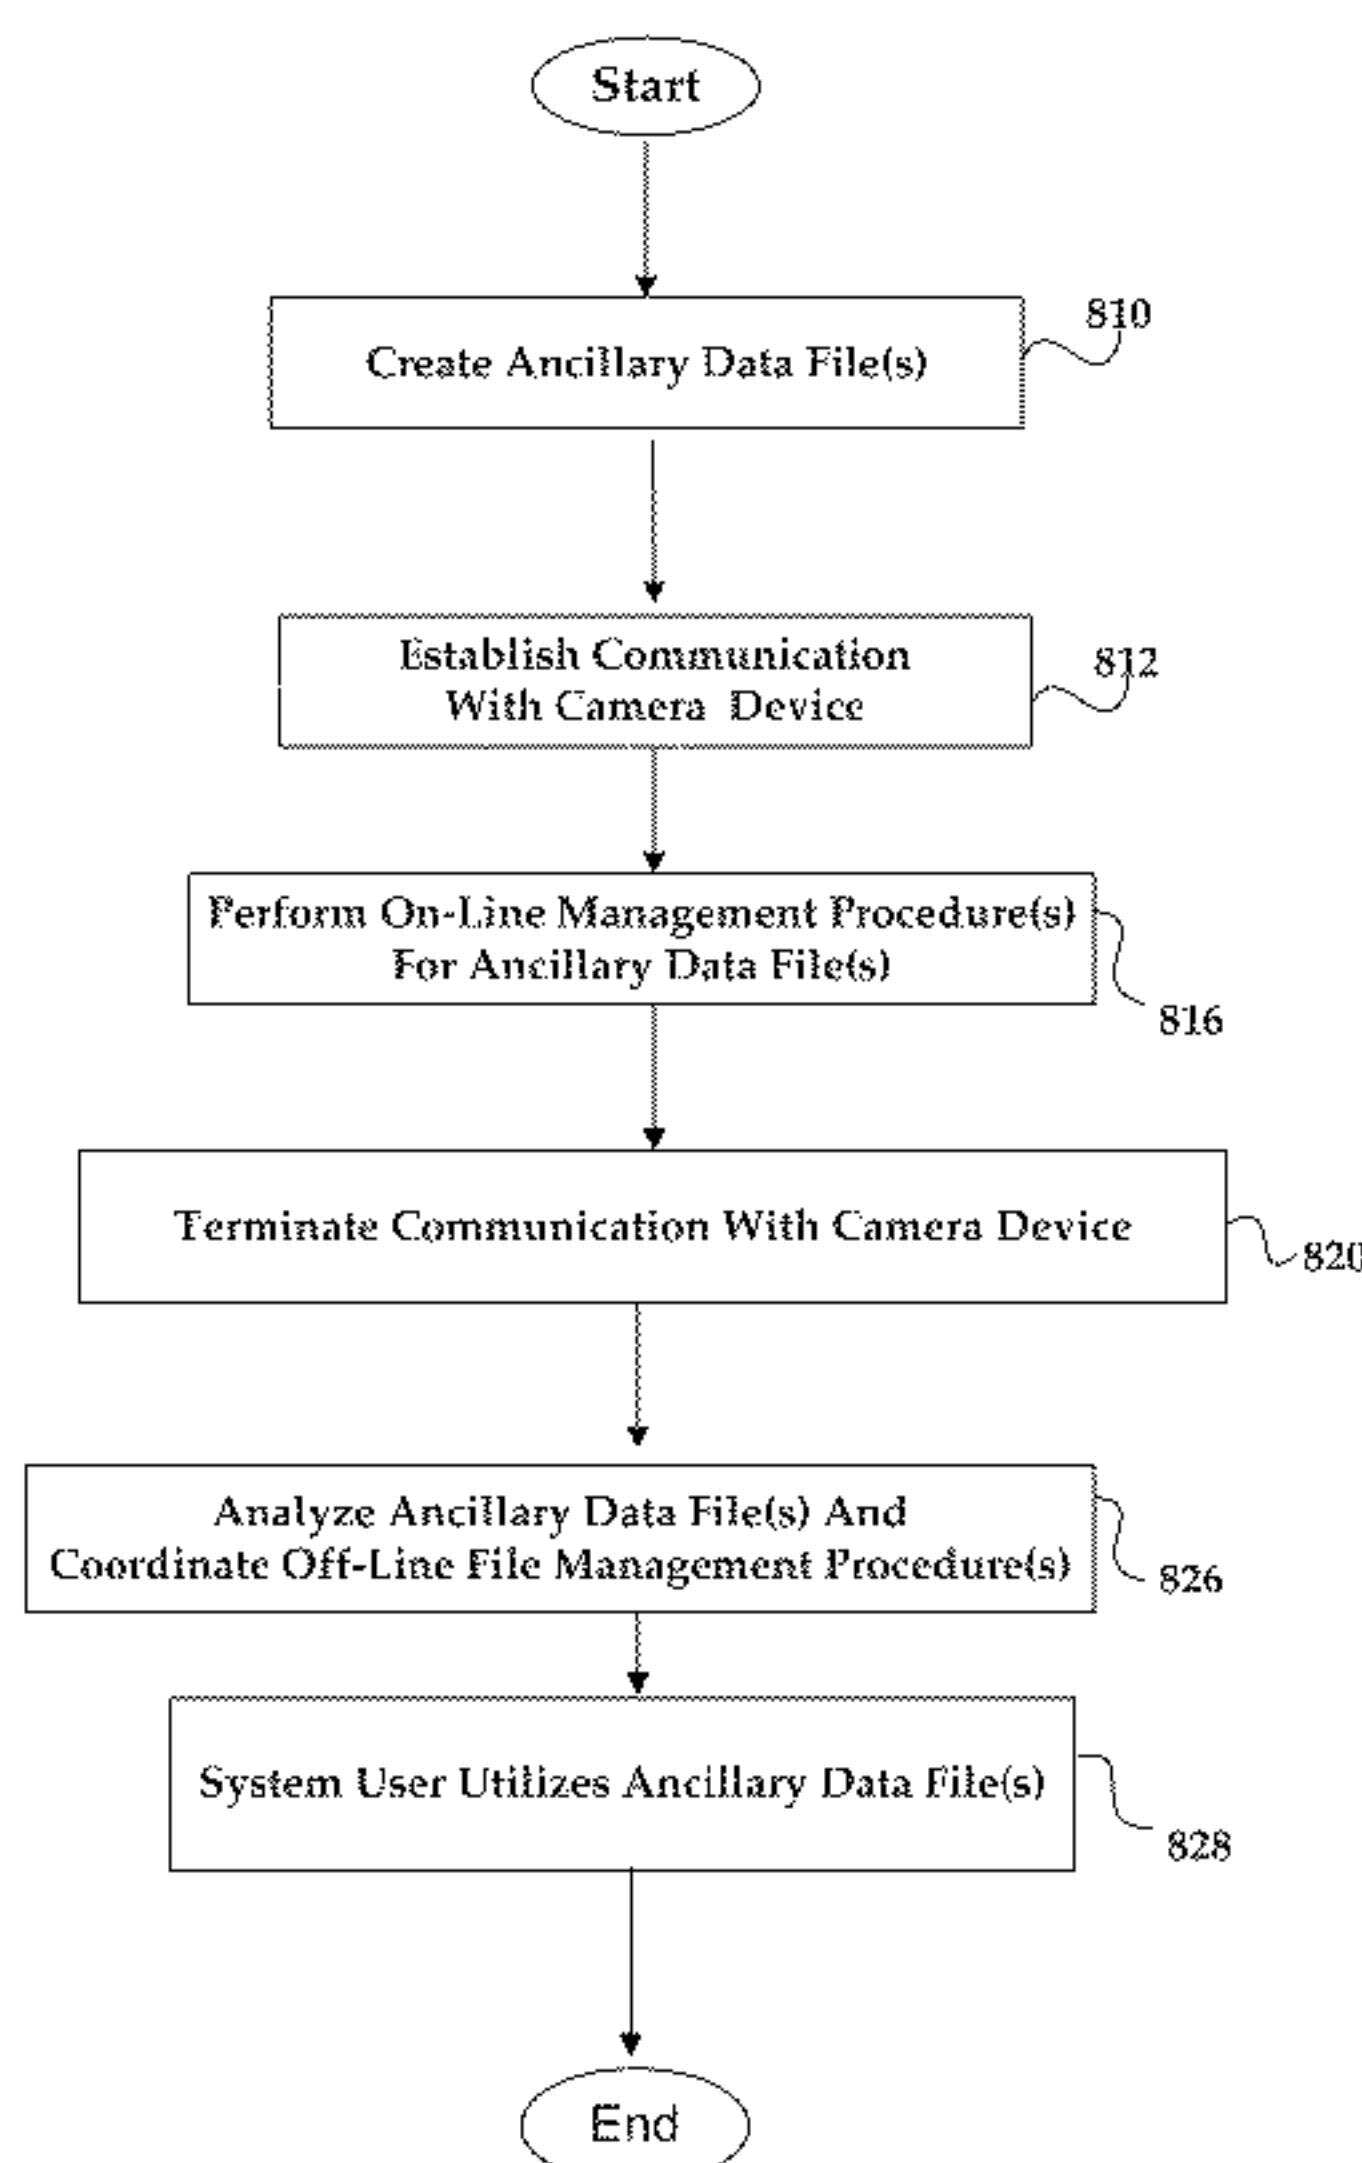 Start
Create Ancillary Data File(s)
810
Establish Communication
With Camera Device
812
Perform On-Line Management Procedure(s)
For Ancillary Data File(s)
816
Terminate Communication With Camera Device
820
Analyze Ancillary Data File(s) And
Coordinate Off-Line File Management Procedure(s)
826
System User Utilizes Ancillary Data File(s)
828
End